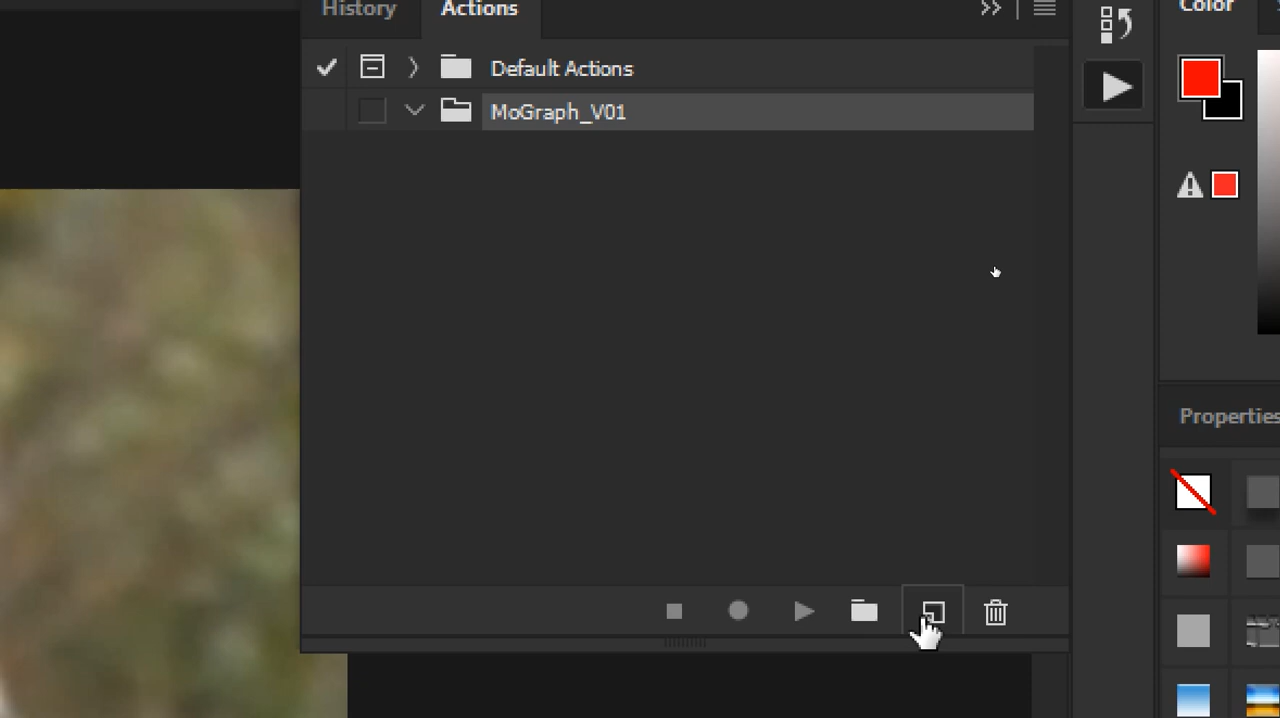 History
Actions
Color
Default Actions
MoGraph_V01
Properties